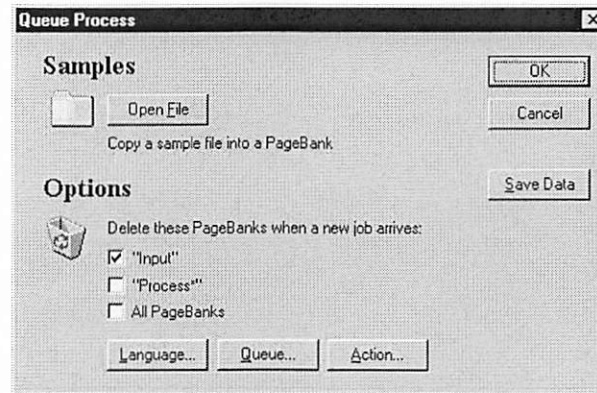 Queue Process
Samples
OK
Open File
Cancel
Copy a sample file into a PageBank
Options
Save Data
Delete these PageBanks when a new job arrives:
"Input"
"Process*"
All PageBanks
Language... Queue... Action...